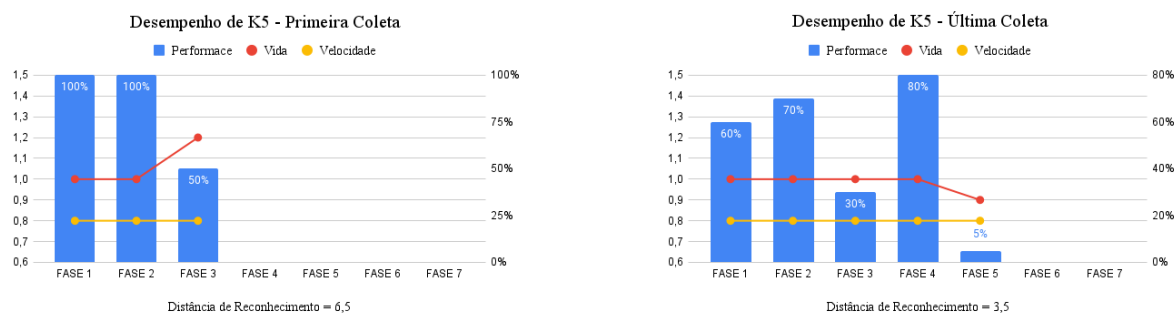 Desempenho de K5 - Primeira Coleta
Performace Vida Velocidade
1,5 100%
1,4
1,3
1,2 75%
1,1
1,0 50%
0,9
0,8 25%
0,7
0,6 0%
100% 100% 50%
FASE 1 FASE 2 FASE 3 FASE 4 FASE 5 FASE 6 FASE 7
Distância de Reconhecimento = 6,5
Desempenho de K5 - Última Coleta
Performace Vida Velocidade
1,5 80%
1,4
1,3
1,2 60%
1,1
1,0 40%
0,9
0,8 20%
0,7
0,6 0%
60% 70% 30% 80% 5%
FASE 1 FASE 2 FASE 3 FASE 4 FASE 5 FASE 6 FASE 7
Distância de Reconhecimento = 3,5